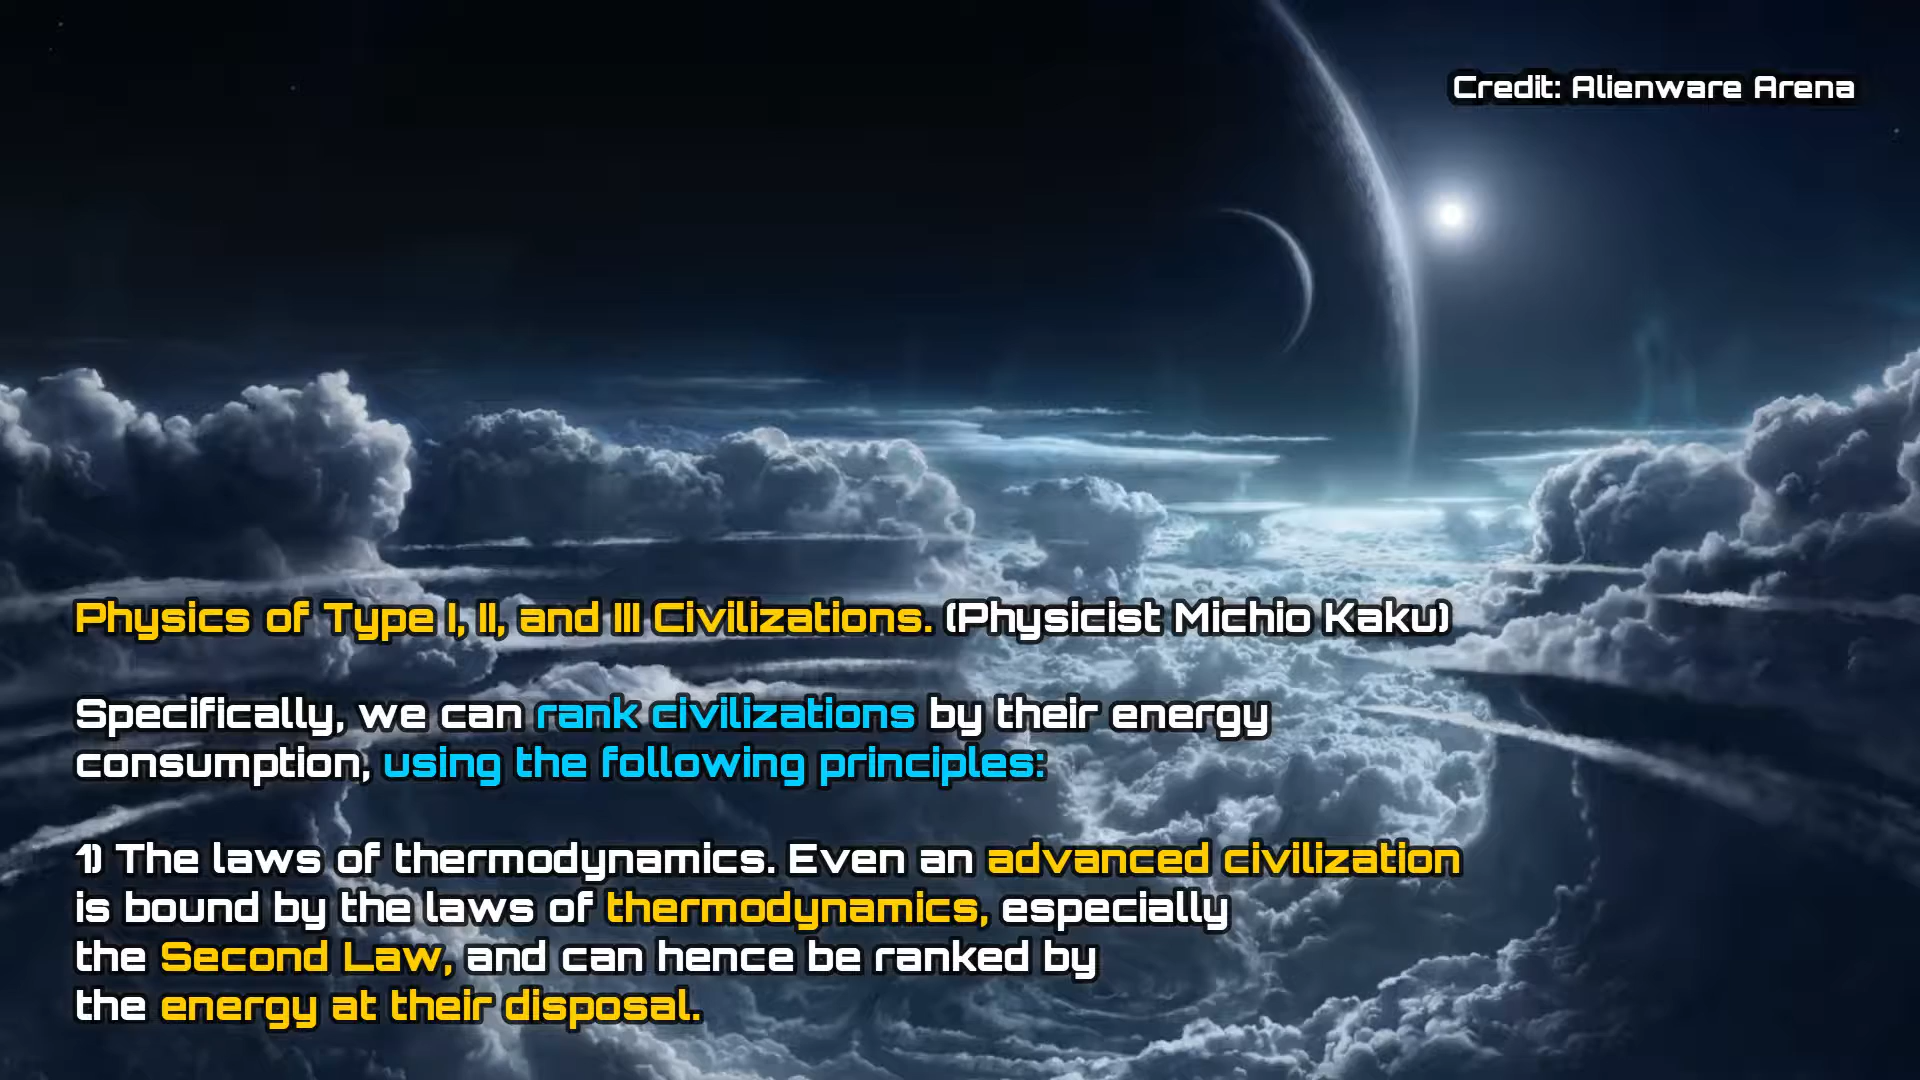 Credit: Alienware Arena
Physics of Type I, II, and III Civilizations. (Physicist Michio Kaku)
Specifically, we can rank civilizations by their energy
consumption, using the following principles:
1) The laws of thermodynamics. Even an advanced civilization
is bound by the laws of thermodynamics, especially
the Second Law, and can hence be ranked by
the energy at their disposal.